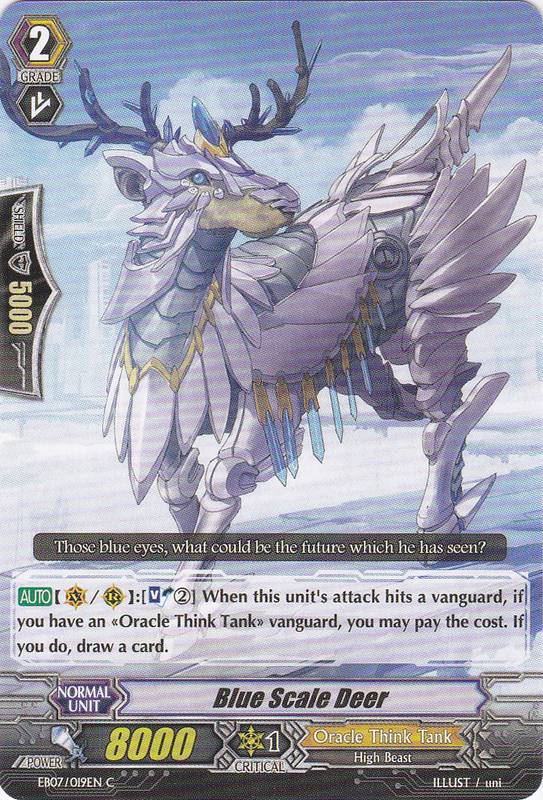 2
GRADE
SHIELD
5000
Those blue eyes, what could be the future which he has seen?
AUTO [ V / R ]:[ ②] When this unit's attack hits a vanguard, if
you have an «Oracle Think Tank» vanguard, you may pay the cost. If
you do, draw a card.
NORMAL
UNIT
Blue Scale Deer
POWER
8000
1
CRITICAL
Oracle Think Tank
High Beast
EB07/019EN C
ILLUST / uni